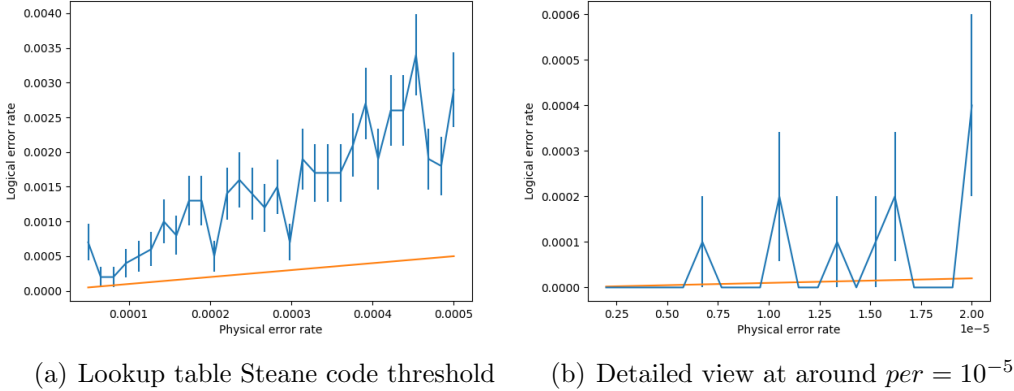 0.0040
0.0035
0.0030
0.0025
0.0020
0.0015
0.0010
0.0005
0.0000
Logical error rate
0.0001 0.0002 0.0003 0.0004 0.0005
Physical error rate
(a) Lookup table Steane code threshold
0.0006
0.0005
0.0004
0.0003
0.0002
0.0001
0.0000
Logical error rate
0.25 0.50 0.75 1.00 1.25 1.50 1.75 2.00
1e−5
Physical error rate
(b) Detailed view at around per = 10⁻⁵